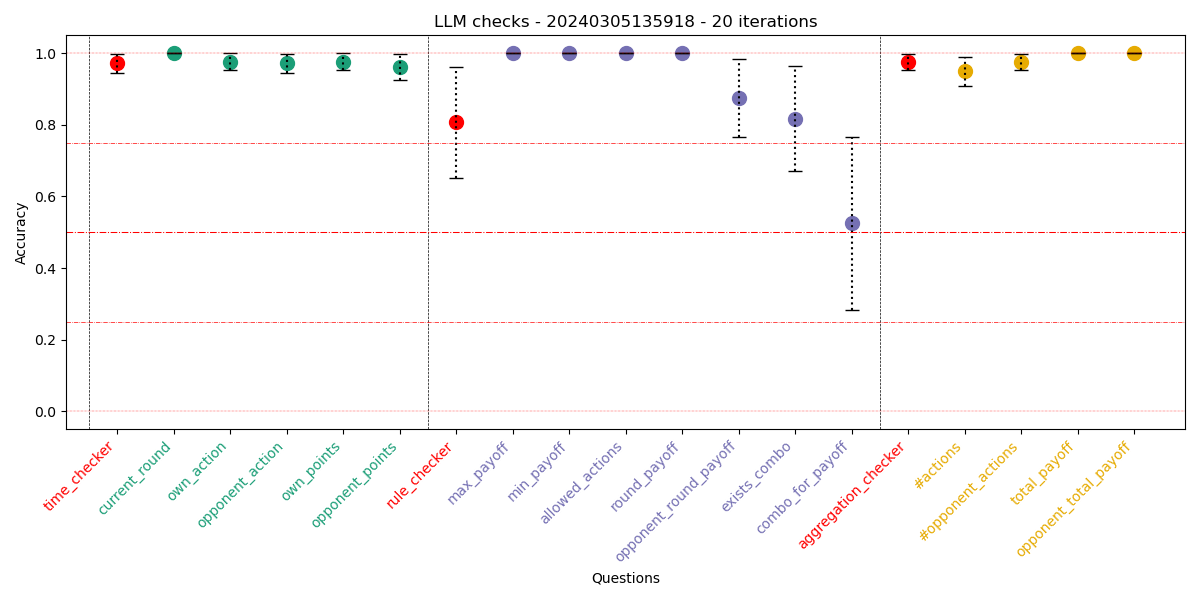 LLM checks - 20240305135918 - 20 iterations
Accuracy
1.0
0.8
0.6
0.4
0.2
0.0
time_checker
current_round
own_action
opponent_action
own_points
opponent_points
rule_checker
max_payoff
min_payoff
allowed_actions
round_payoff
opponent_round_payoff
exists_combo
combo_for_payoff
aggregation_checker
#actions
#opponent_actions
total_payoff
opponent_total_payoff
Questions